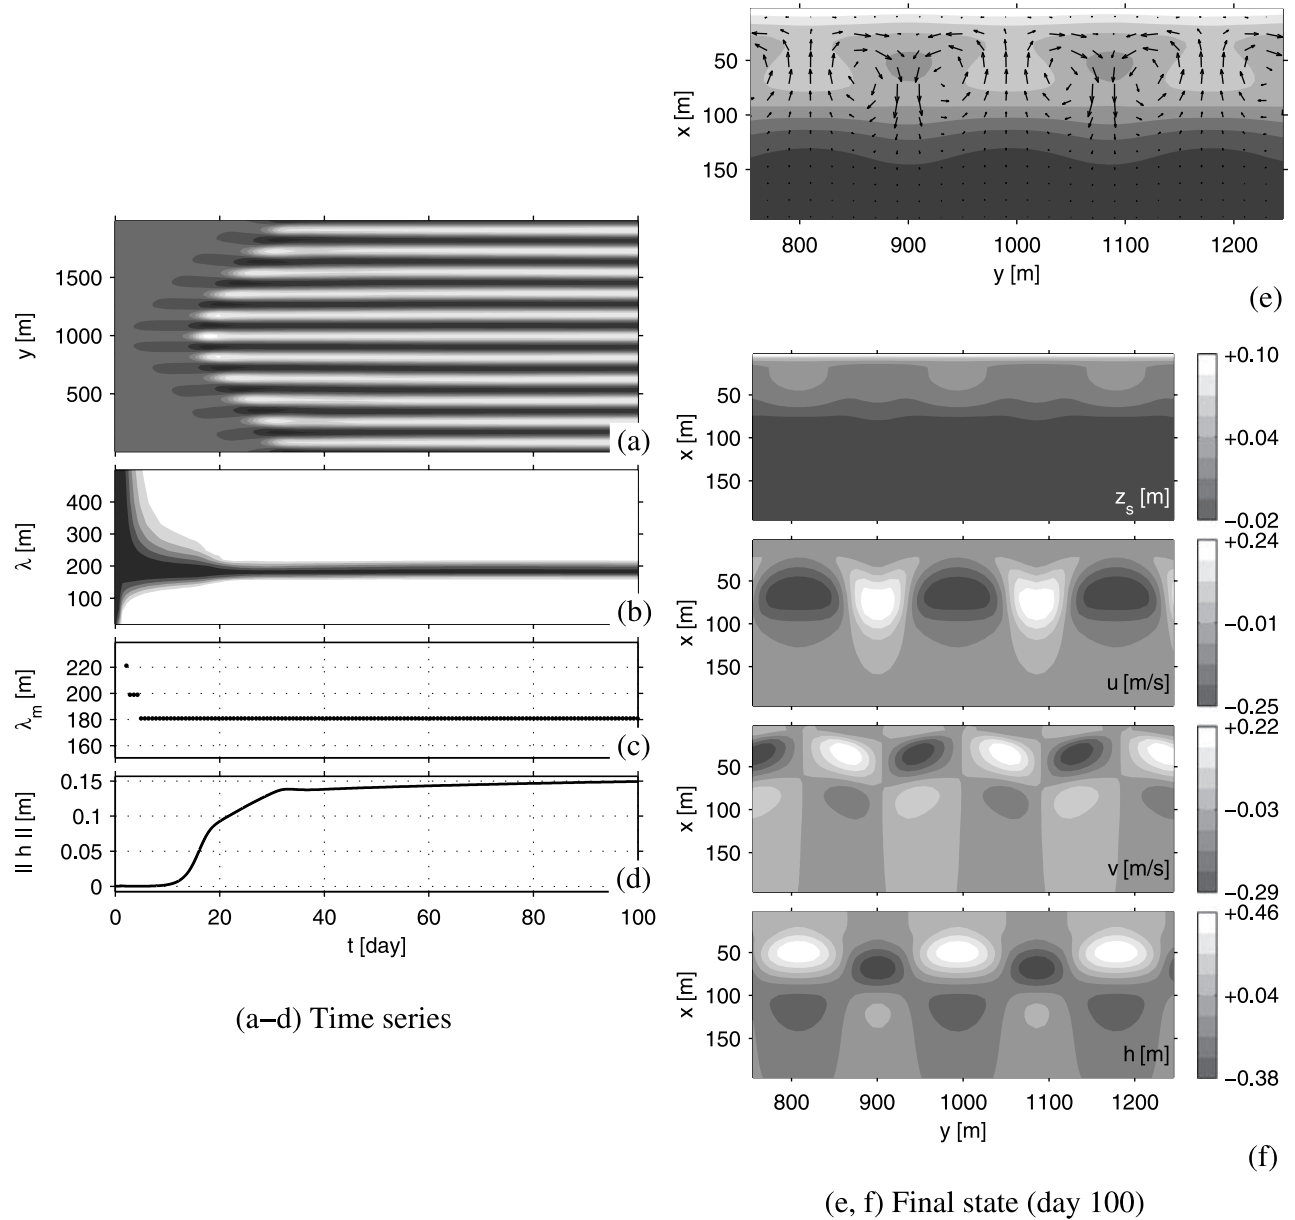 1500
1000
500
y [m]
(a)
400
300
200
100
λ [m]
(b)
220
200
180
160
λ_m [m]
(c)
0.15
0.1
0.05
0
|| h || [m]
(d)
0 20 40 60 80 100
t [day]
(a–d) Time series
50
100
150
x [m]
800 900 1000 1100 1200
y [m]
(e)
50
100
150
x [m]
z_s [m]
+0.10
+0.04
−0.02
50
100
150
x [m]
u [m/s]
+0.24
−0.01
−0.25
50
100
150
x [m]
v [m/s]
+0.22
−0.03
−0.29
50
100
150
x [m]
h [m]
+0.46
+0.04
−0.38
800 900 1000 1100 1200
y [m]
(f)
(e, f) Final state (day 100)